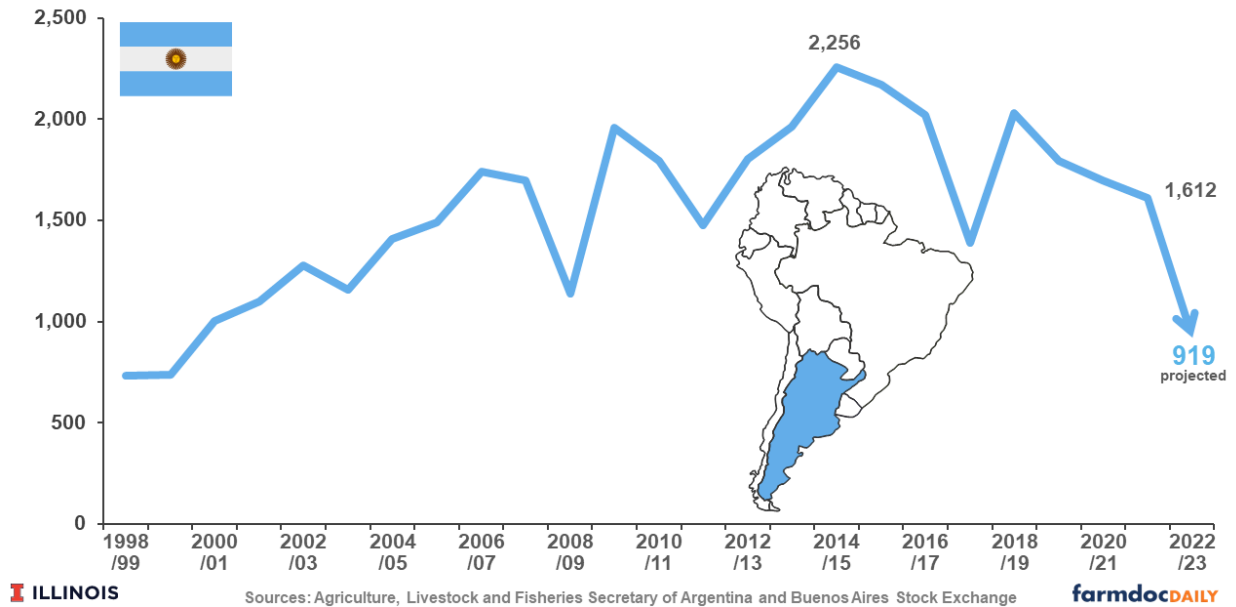 2,500
2,256
2,000
1,500
1,612
1,000
919
projected
500
0
1998 2000 2002 2004 2006 2008 2010 2012 2014 2016 2018 2020 2022
/99 /01 /03 /05 /07 /09 /11 /13 /15 /17 /19 /21 /23
I ILLINOIS
Sources: Agriculture, Livestock and Fisheries Secretary of Argentina and Buenos Aires Stock Exchange
farmdocDAILY